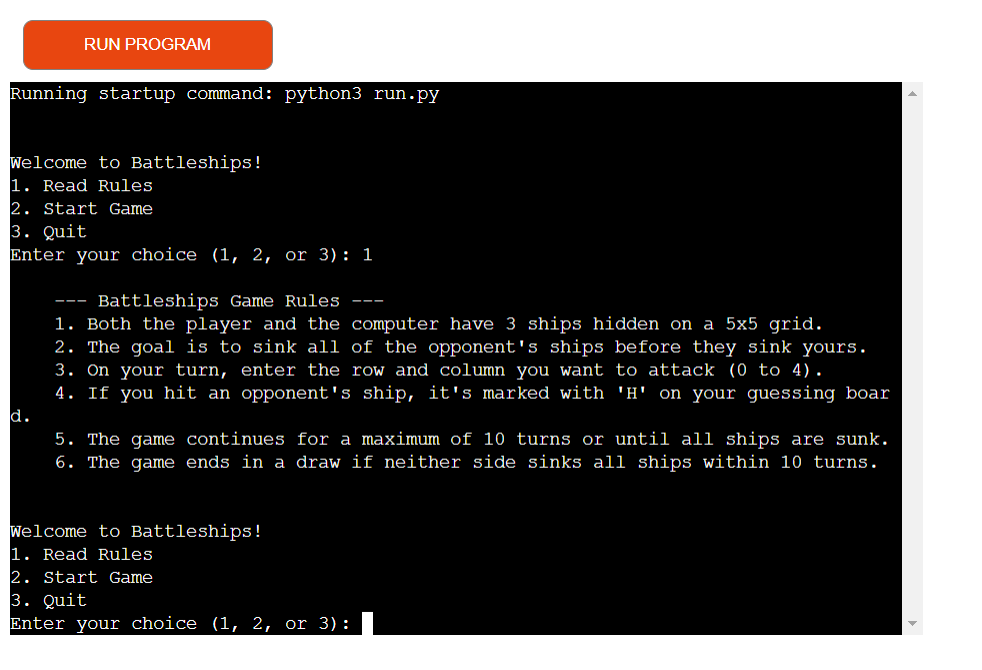 RUN PROGRAM
Running startup command: python3 run.py
Welcome to Battleships!
1. Read Rules
2. Start Game
3. Quit
Enter your choice (1, 2, or 3): 1
--- Battleships Game Rules ---
1. Both the player and the computer have 3 ships hidden on a 5x5 grid.
2. The goal is to sink all of the opponent's ships before they sink yours.
3. On your turn, enter the row and column you want to attack (0 to 4).
4. If you hit an opponent's ship, it's marked with 'H' on your guessing boar
d.
5. The game continues for a maximum of 10 turns or until all ships are sunk.
6. The game ends in a draw if neither side sinks all ships within 10 turns.
Welcome to Battleships!
1. Read Rules
2. Start Game
3. Quit
Enter your choice (1, 2, or 3):